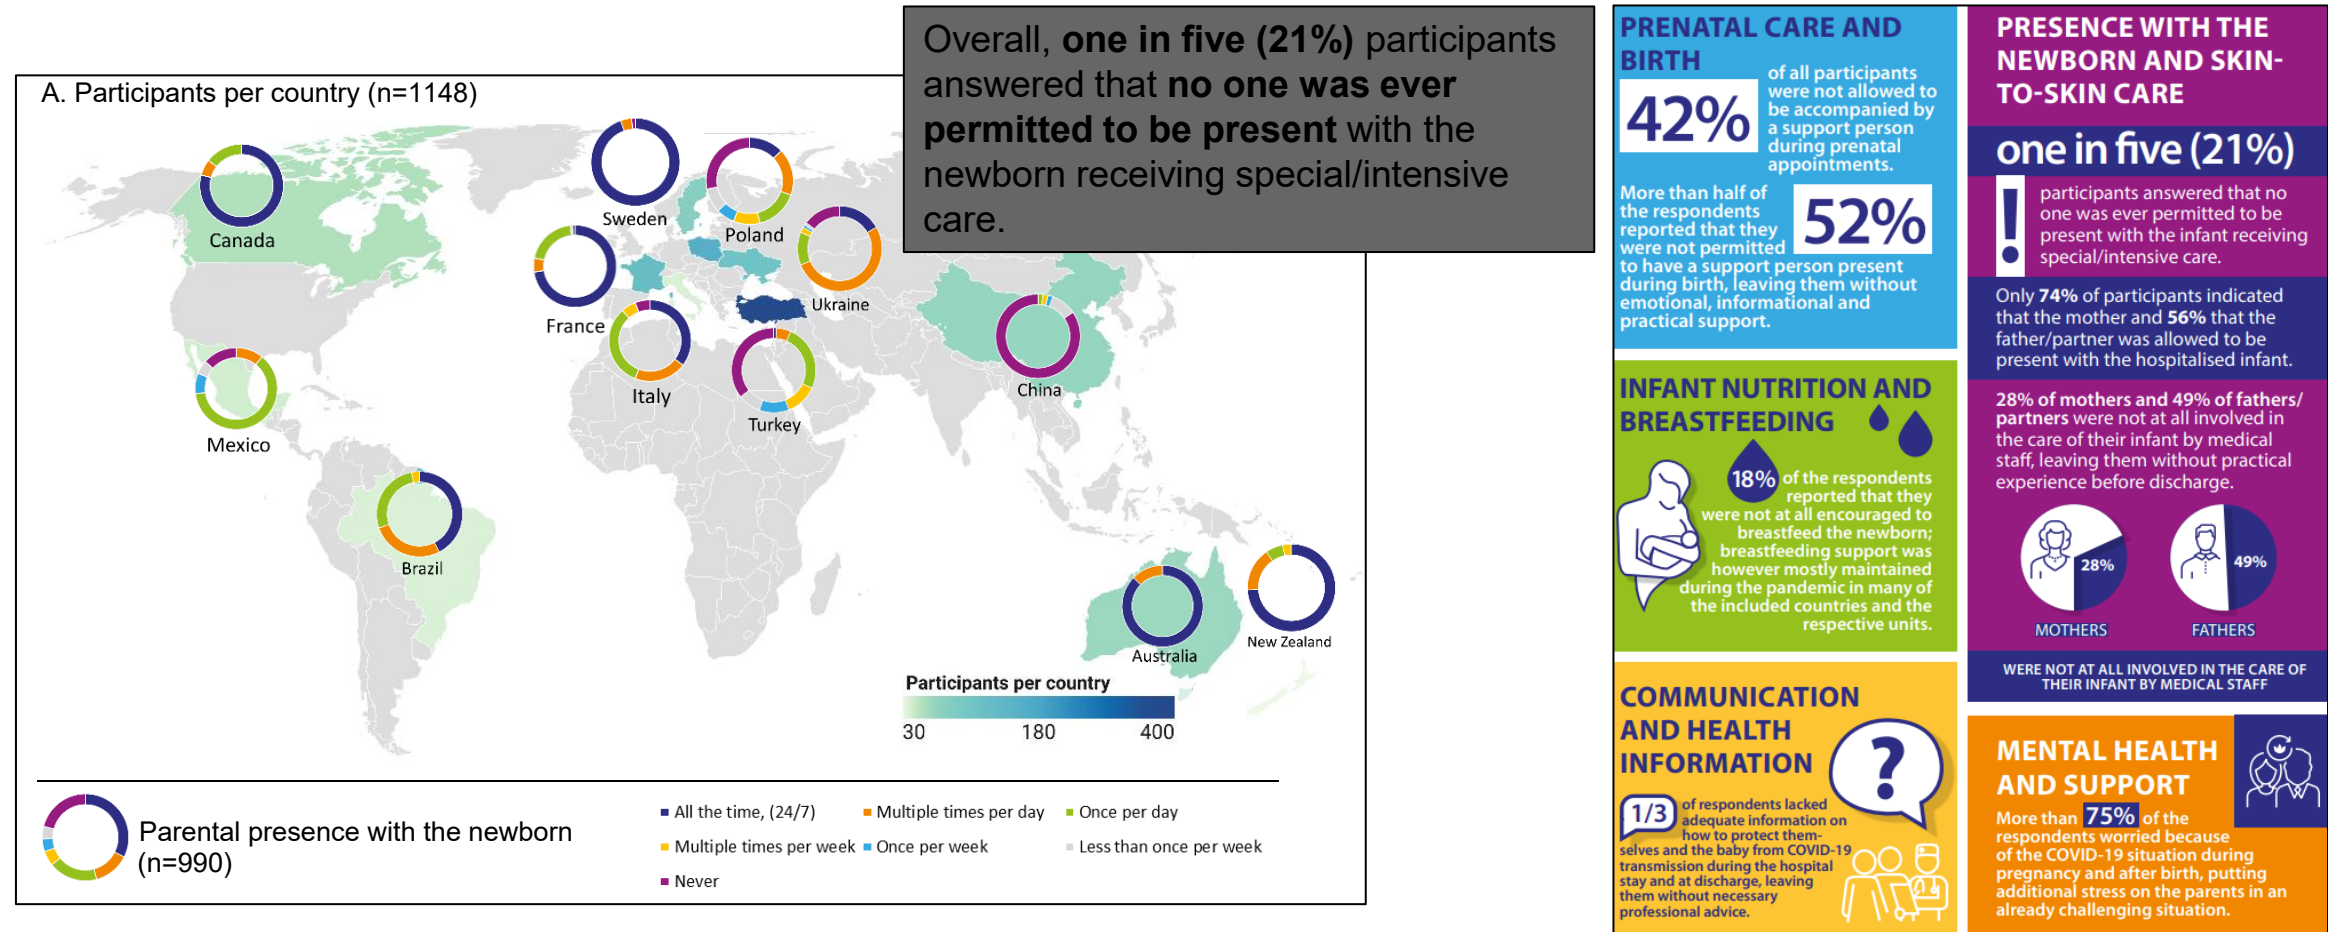 A. Participants per country (n=1148)
Canada
Sweden
Poland
France
Ukraine
Italy
Turkey
China
Mexico
Brazil
Australia
New Zealand
Participants per country
30 180 400
Parental presence with the newborn
(n=990)
All the time, (24/7) Multiple times per day Once per day
Multiple times per week Once per week Less than once per week
Never
Overall, one in five (21%) participants
answered that no one was ever
permitted to be present with the
newborn receiving special/intensive
care.
PRENATAL CARE AND
BIRTH
42%
of all participants
were not allowed to
be accompanied by
a support person
during prenatal
appointments.
More than half of
the respondents
reported that they
were not permitted
52%
to have a support person present
during birth, leaving them without
emotional, informational and
practical support.
INFANT NUTRITION AND
BREASTFEEDING
18% of the respondents
reported that they
were not at all encouraged to
breastfeed the newborn;
breastfeeding support was
however mostly maintained
during the pandemic in many of
the included countries and the
respective units.
COMMUNICATION
AND HEALTH
INFORMATION
?
1/3 of respondents lacked
adequate information on
how to protect them-
selves and the baby from COVID-19
transmission during the hospital
stay and at discharge, leaving
them without necessary
professional advice.
PRESENCE WITH THE
NEWBORN AND SKIN-
TO-SKIN CARE
one in five (21%)
!
participants answered that no
one was ever permitted to be
present with the infant receiving
special/intensive care.
Only 74% of participants indicated
that the mother and 56% that the
father/partner was allowed to be
present with the hospitalised infant.
28% of mothers and 49% of fathers/
partners were not at all involved in
the care of their infant by medical
staff, leaving them without practical
experience before discharge.
28% 49%
MOTHERS FATHERS
WERE NOT AT ALL INVOLVED IN THE CARE OF
THEIR INFANT BY MEDICAL STAFF
MENTAL HEALTH
AND SUPPORT
More than 75% of the
respondents worried because
of the COVID-19 situation during
pregnancy and after birth, putting
additional stress on the parents in an
already challenging situation.